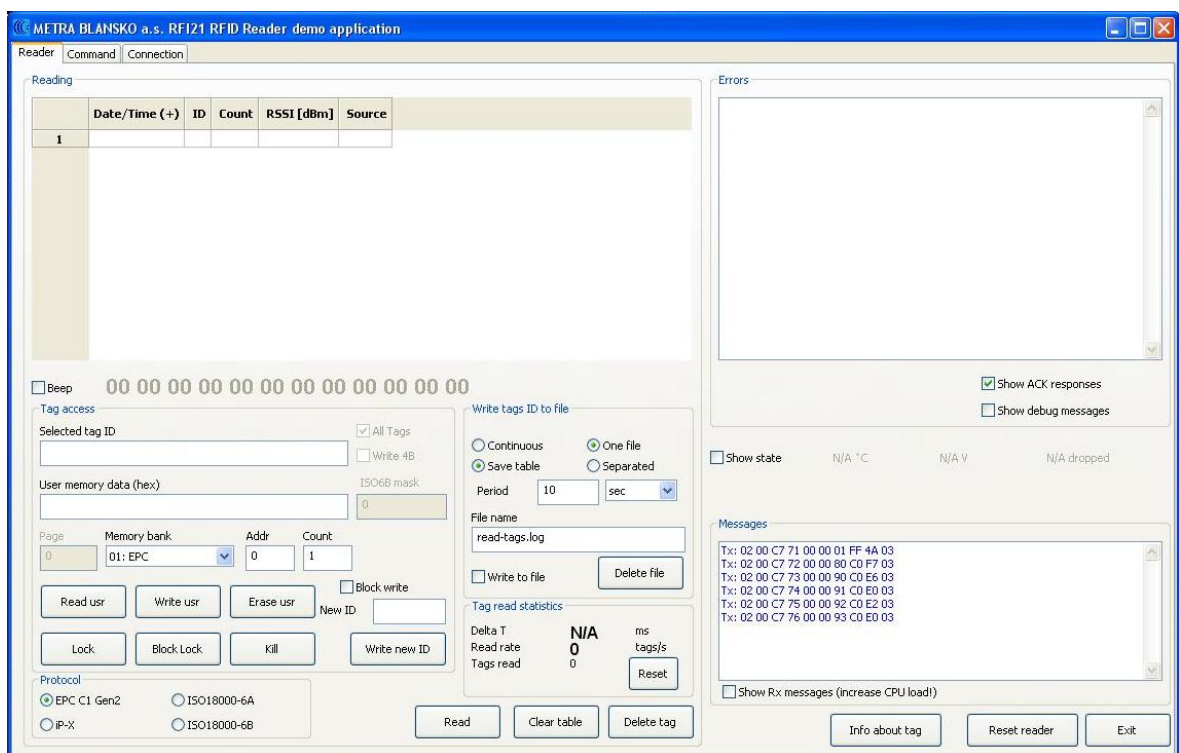 METRA BLANSKO a.s. RFI21 RFID Reader demo application
Reader Command Connection
Reading
Date/Time (+) ID Count RSSI [dBm] Source
1
Beep 00 00 00 00 00 00 00 00 00 00 00 00
Tag access
Selected tag ID
All Tags
Write 4B
User memory data (hex)
ISO6B mask
0
Page Memory bank Addr Count
0 01: EPC 0 1
Block write
Read usr Write usr Erase usr
New ID
Lock Block Lock Kill Write new ID
Protocol
EPC C1 Gen2 ISO18000-6A
iP-X ISO18000-6B
Write tags ID to file
Continuous One file
Save table Separated
Period 10 sec
File name
read-tags.log
Write to file Delete file
Tag read statistics
Delta T N/A ms
Read rate 0 tags/s
Tags read 0
Reset
Read Clear table Delete tag
Errors
Show ACK responses
Show debug messages
Show state N/A °C N/A V N/A dropped
Messages
Tx: 02 00 C7 71 00 00 01 FF 4A 03
Tx: 02 00 C7 72 00 00 80 C0 F7 03
Tx: 02 00 C7 73 00 00 90 C0 E6 03
Tx: 02 00 C7 74 00 00 91 C0 E0 03
Tx: 02 00 C7 75 00 00 92 C0 E2 03
Tx: 02 00 C7 76 00 00 93 C0 E0 03
Show Rx messages (increase CPU load!)
Info about tag Reset reader Exit